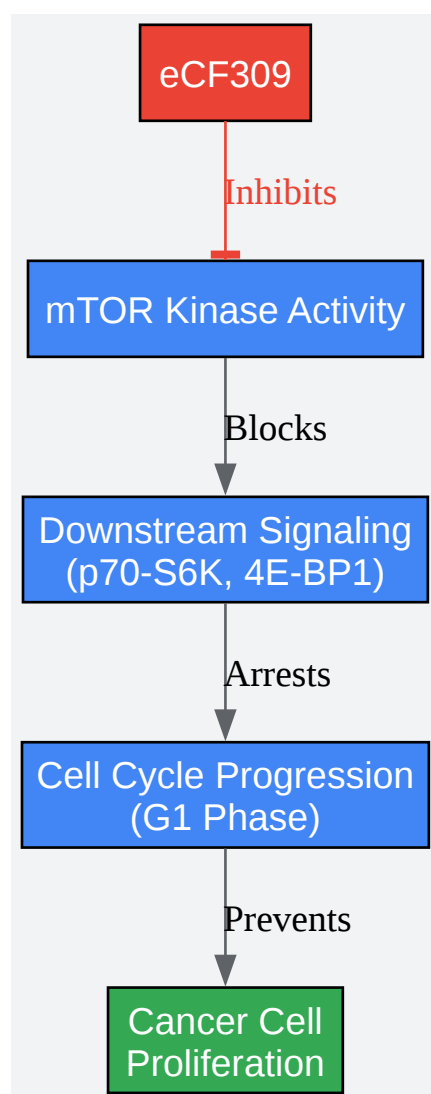 eCF309
Inhibits
mTOR Kinase Activity
Blocks
Downstream Signaling
(p70-S6K, 4E-BP1)
Arrests
Cell Cycle Progression
(G1 Phase)
Prevents
Cancer Cell
Proliferation